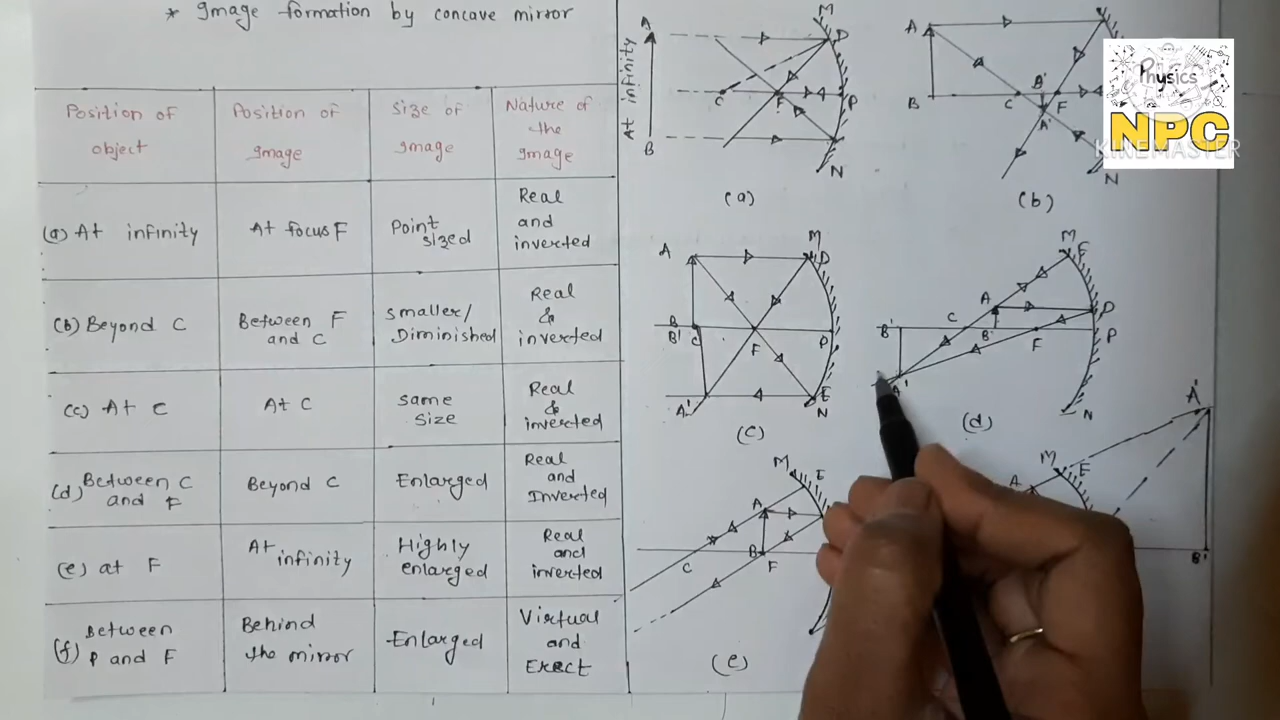 * Image formation by concave mirror
Position of object
Position of Image
Size of Image
Nature of the Image
(a) At infinity
At focus F
Point sized
Real and inverted
(b) Beyond C
Between F and C
smaller/ Diminished
Real & inverted
(c) At C
At C
same size
Real & inverted
(d) Between C and F
Beyond C
Enlarged
Real and Inverted
(e) at F
At infinity
Highly enlarged
Real and inverted
(f) Between P and F
Behind the mirror
Enlarged
Virtual and Erect
A
At infinity
B
M
D
C
F
P
N
(a)
A
B
C
B'
F
A'
N
(b)
Physics
NPC
KINEMASTER
A
M
D
B
B'
C
F
P
A'
E
N
(c)
M
E
A
D
B'
C
B'
F
P
A'
N
(d)
M
E
A
B
C
F
(e)
M
E
A
A'
B'